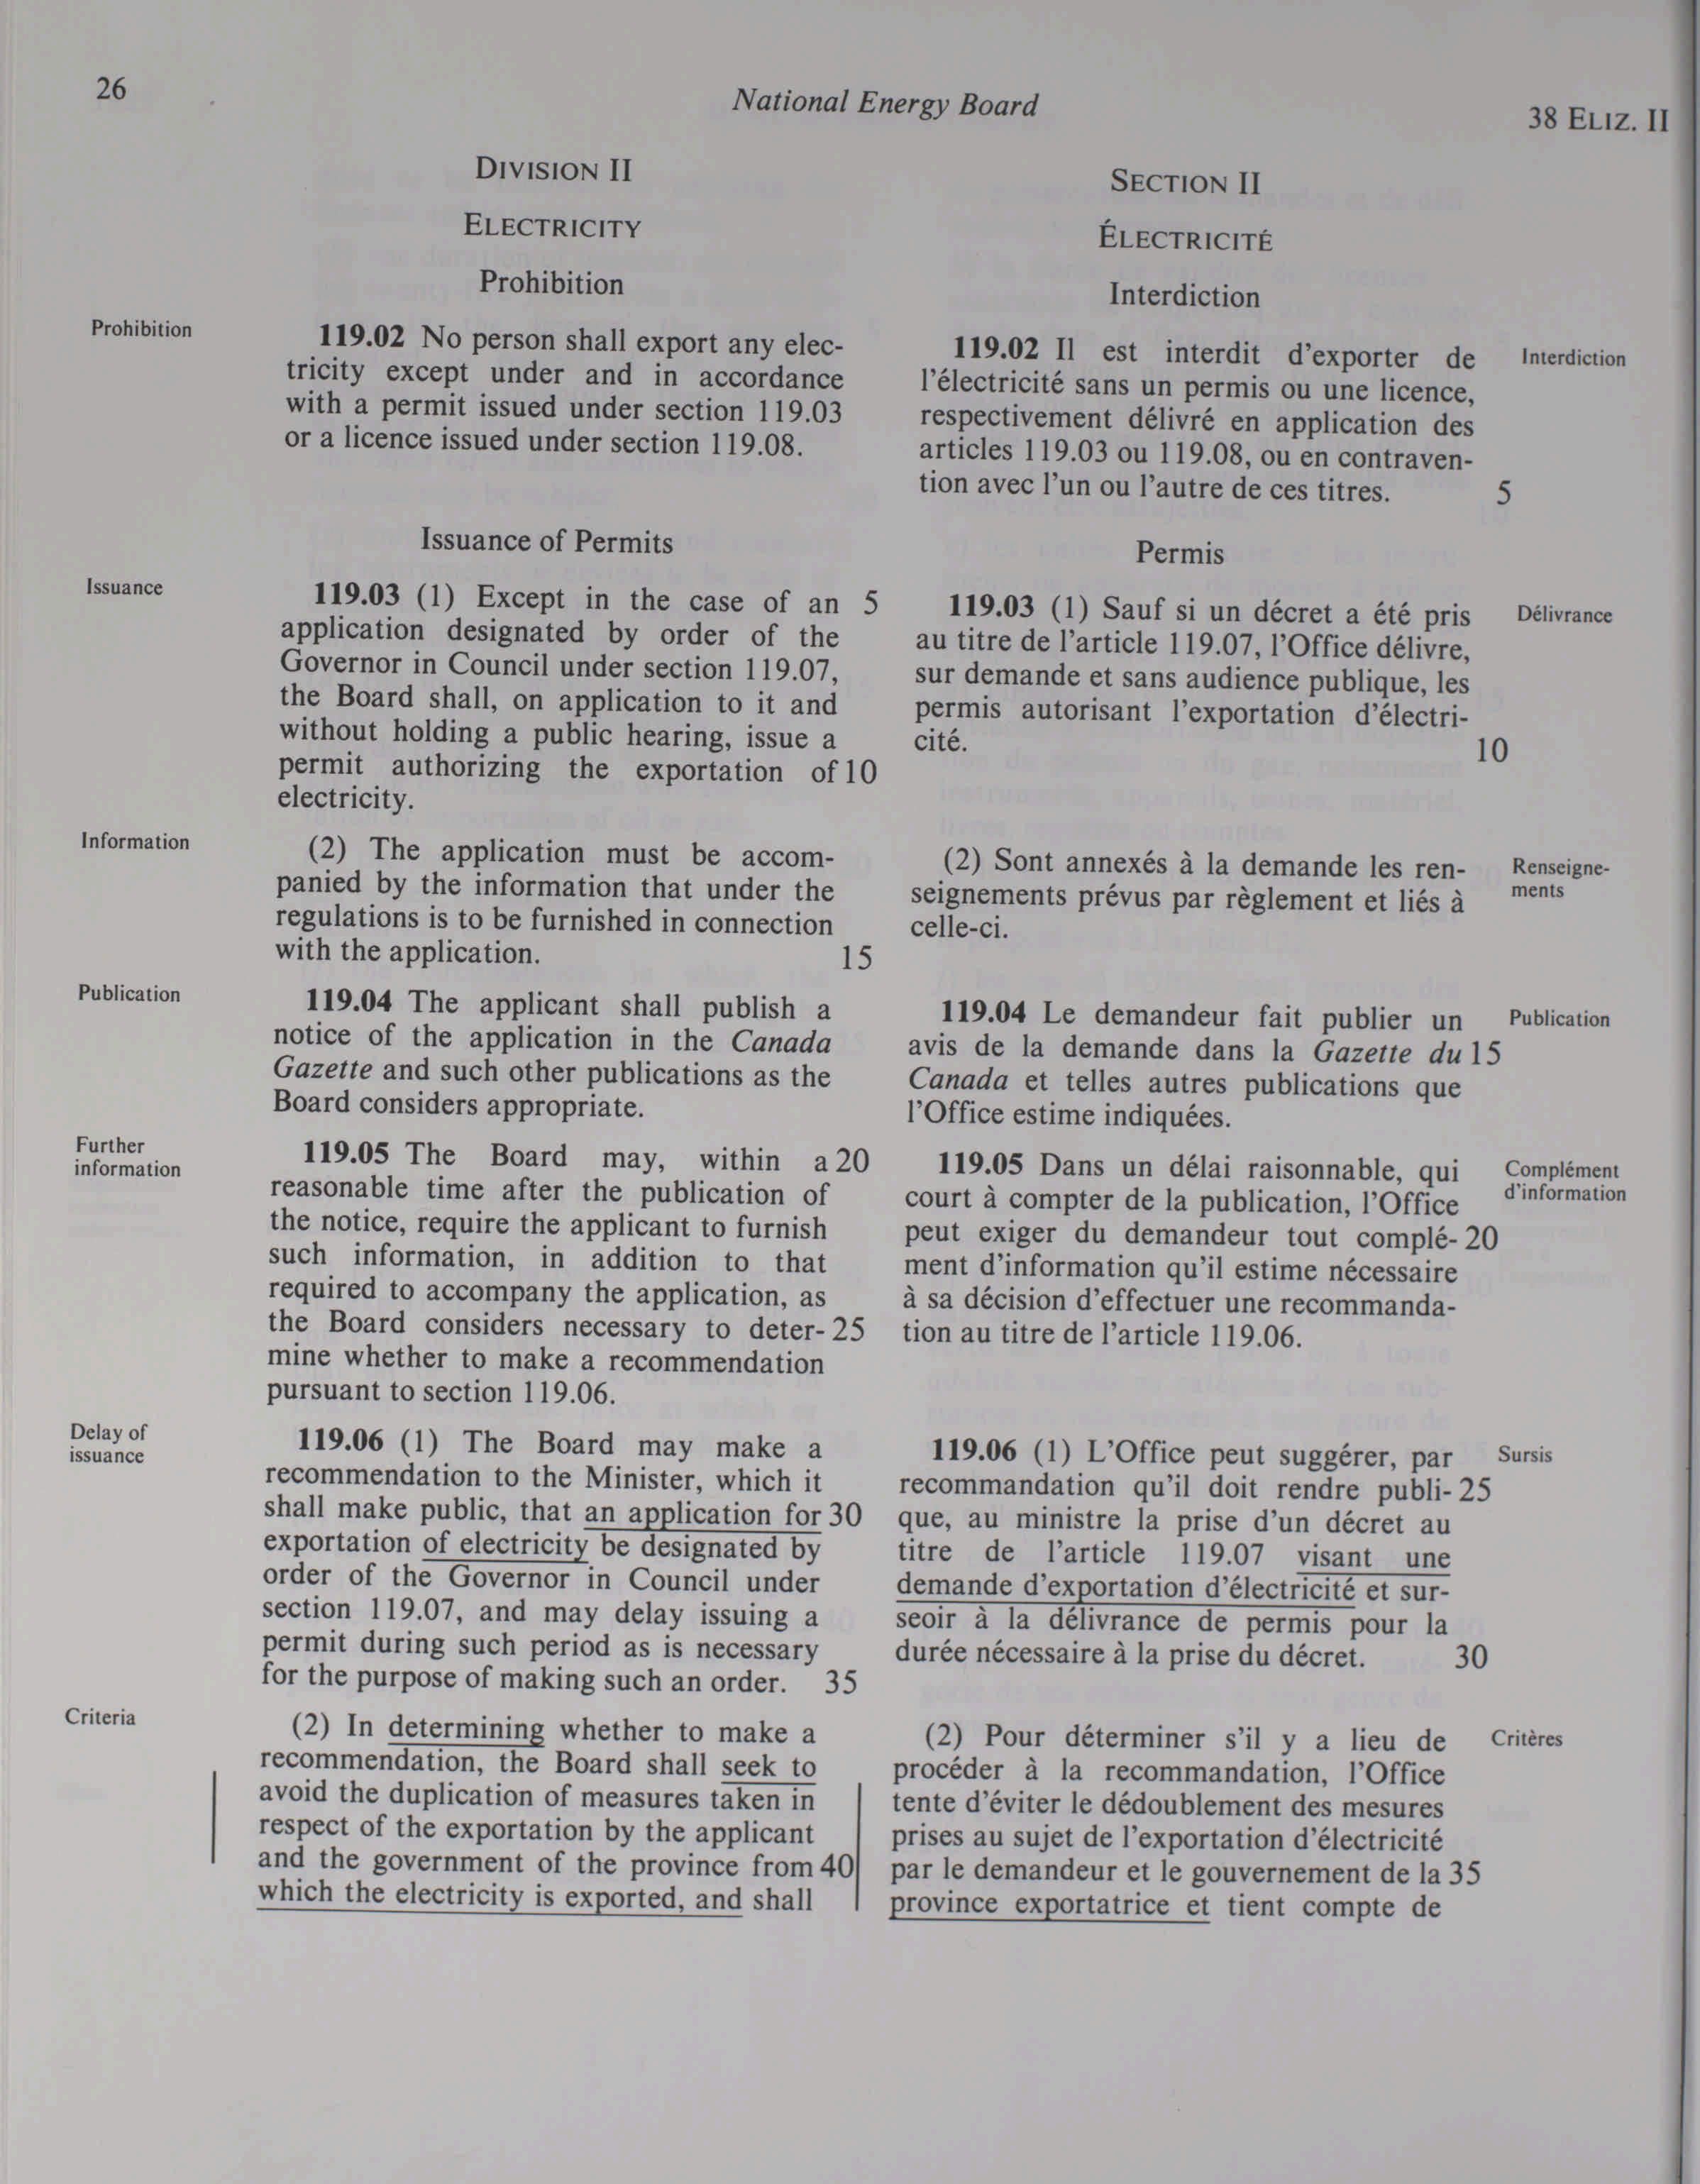 26
National Energy Board
38 ELIZ. II
DIVISION II
ELECTRICITY
Prohibition
Prohibition
119.02 No person shall export any elec-
tricity except under and in accordance
with a permit issued under section 119.03
or a licence issued under section 119.08.
Issuance of Permits
Issuance
119.03 (1) Except in the case of an 5
application designated by order of the
Governor in Council under section 119.07,
the Board shall, on application to it and
without holding a public hearing, issue a
permit authorizing the exportation of 10
electricity.
Information
(2) The application must be accom-
panied by the information that under the
regulations is to be furnished in connection
with the application. 15
Publication
119.04 The applicant shall publish a
notice of the application in the Canada
Gazette and such other publications as the
Board considers appropriate.
Further
information
119.05 The Board may, within a 20
reasonable time after the publication of
the notice, require the applicant to furnish
such information, in addition to that
required to accompany the application, as
the Board considers necessary to deter- 25
mine whether to make a recommendation
pursuant to section 119.06.
Delay of
issuance
119.06 (1) The Board may make a
recommendation to the Minister, which it
shall make public, that an application for 30
exportation of electricity be designated by
order of the Governor in Council under
section 119.07, and may delay issuing a
permit during such period as is necessary
for the purpose of making such an order. 35
Criteria
(2) In determining whether to make a
recommendation, the Board shall seek to
avoid the duplication of measures taken in
respect of the exportation by the applicant
and the government of the province from 40
which the electricity is exported, and shall
SECTION II
ÉLECTRICITÉ
Interdiction
119.02 Il est interdit d'exporter de
l'électricité sans un permis ou une licence,
respectivement délivré en application des
articles 119.03 ou 119.08, ou en contraven-
tion avec l'un ou l'autre de ces titres. 5
Interdiction
Permis
119.03 (1) Sauf si un décret a été pris
au titre de l'article 119.07, l'Office délivre,
sur demande et sans audience publique, les
permis autorisant l'exportation d'électri-
cité. 10
Délivrance
(2) Sont annexés à la demande les ren-
seignements prévus par règlement et liés à
celle-ci.
Renseigne-
ments
119.04 Le demandeur fait publier un
avis de la demande dans la Gazette du 15
Canada et telles autres publications que
l'Office estime indiquées.
Publication
119.05 Dans un délai raisonnable, qui
court à compter de la publication, l'Office
peut exiger du demandeur tout complé- 20
ment d'information qu'il estime nécessaire
à sa décision d'effectuer une recommanda-
tion au titre de l'article 119.06.
Complément
d'information
119.06 (1) L'Office peut suggérer, par
recommandation qu'il doit rendre publi- 25
que, au ministre la prise d'un décret au
titre de l'article 119.07 visant une
demande d'exportation d'électricité et sur-
seoir à la délivrance de permis pour la
durée nécessaire à la prise du décret. 30
Sursis
(2) Pour déterminer s'il y a lieu de
procéder à la recommandation, l'Office
tente d'éviter le dédoublement des mesures
prises au sujet de l'exportation d'électricité
par le demandeur et le gouvernement de la 35
province exportatrice et tient compte de
Critères